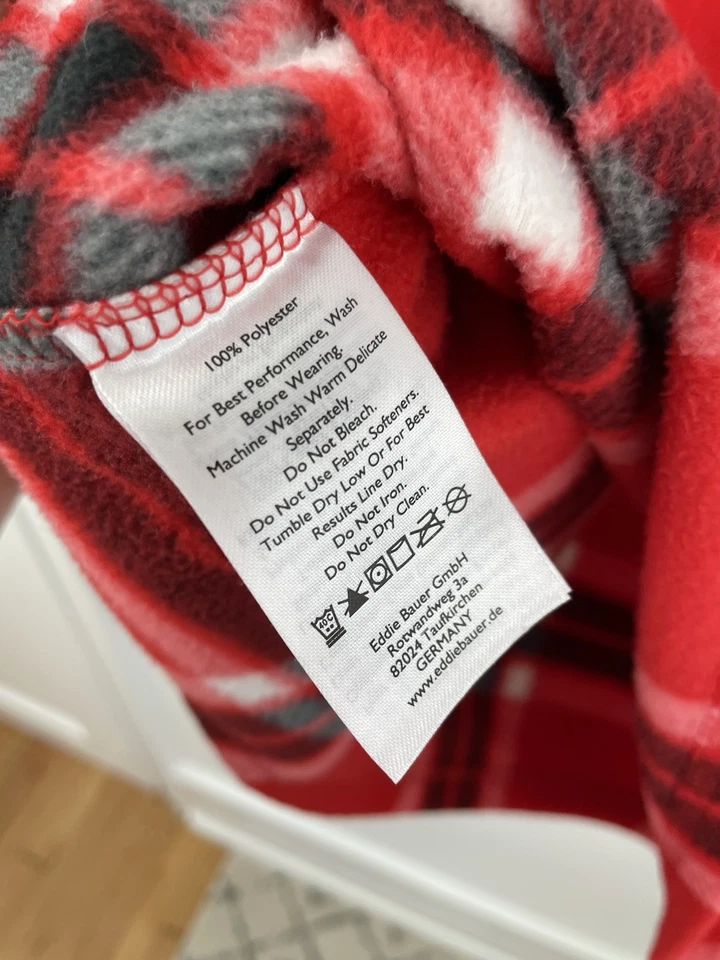 100% Polyester
For Best Performance, Wash
Before Wearing.
Machine Wash Warm Delicate
Separately.
Do Not Bleach.
Do Not Use Fabric Softeners.
Tumble Dry Low Or For Best
Results Line Dry.
Do Not Iron.
Do Not Dry Clean.
40C
Eddie Bauer GmbH
Rotwandweg 3a
82024 Taufkirchen
GERMANY
www.eddiebauer.de